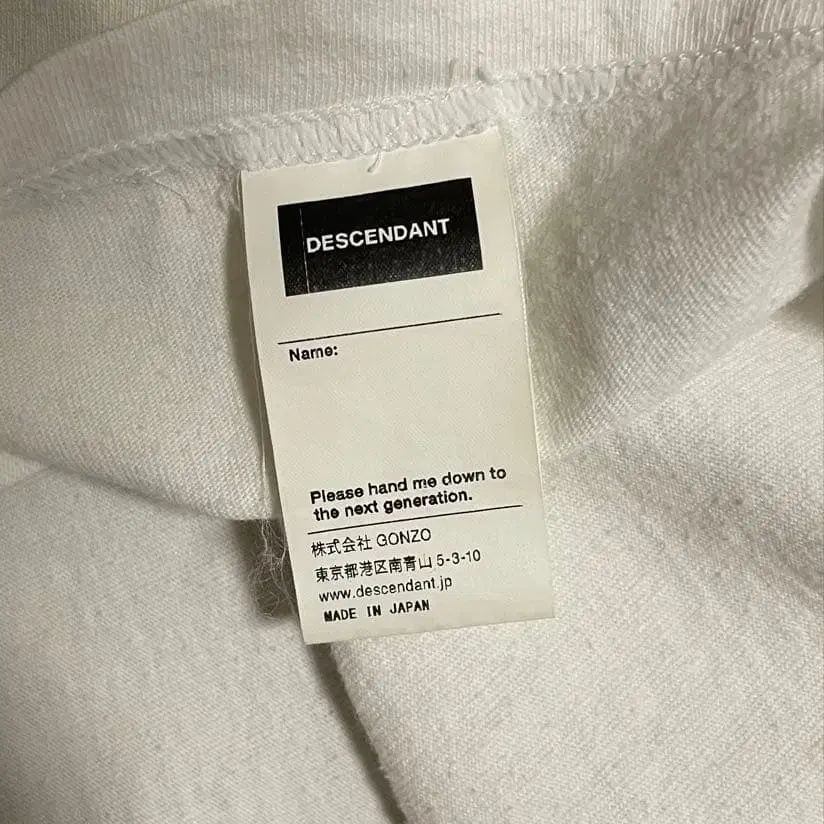 DESCENDANT
Name:
Please hand me down to
the next generation.
株式会社 GONZO
東京都港区南青山 5-3-10
www.descendant.jp
MADE IN JAPAN